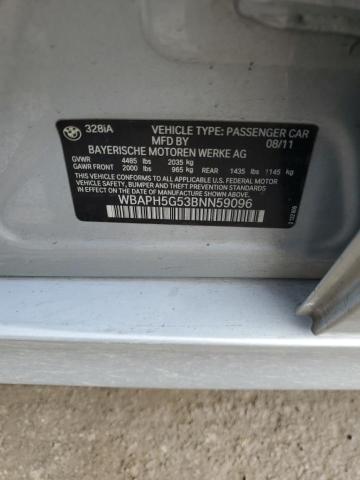 328iA VEHICLE TYPE: PASSENGER CAR
MFD BY 08/11
BAYERISCHE MOTOREN WERKE AG
GVWR 4485 lbs 2035 kg
GAWR FRONT 2000 lbs 965 kg REAR 1435 lbs 1145 kg
THIS VEHICLE CONFORMS TO ALL APPLICABLE U.S. FEDERAL MOTOR
VEHICLE SAFETY, BUMPER, AND THEFT PREVENTION STANDARDS
IN EFFECT ON THE DATE OF MANUFACTURE SHOWN ABOVE.
WBAPH5G53BNN59096